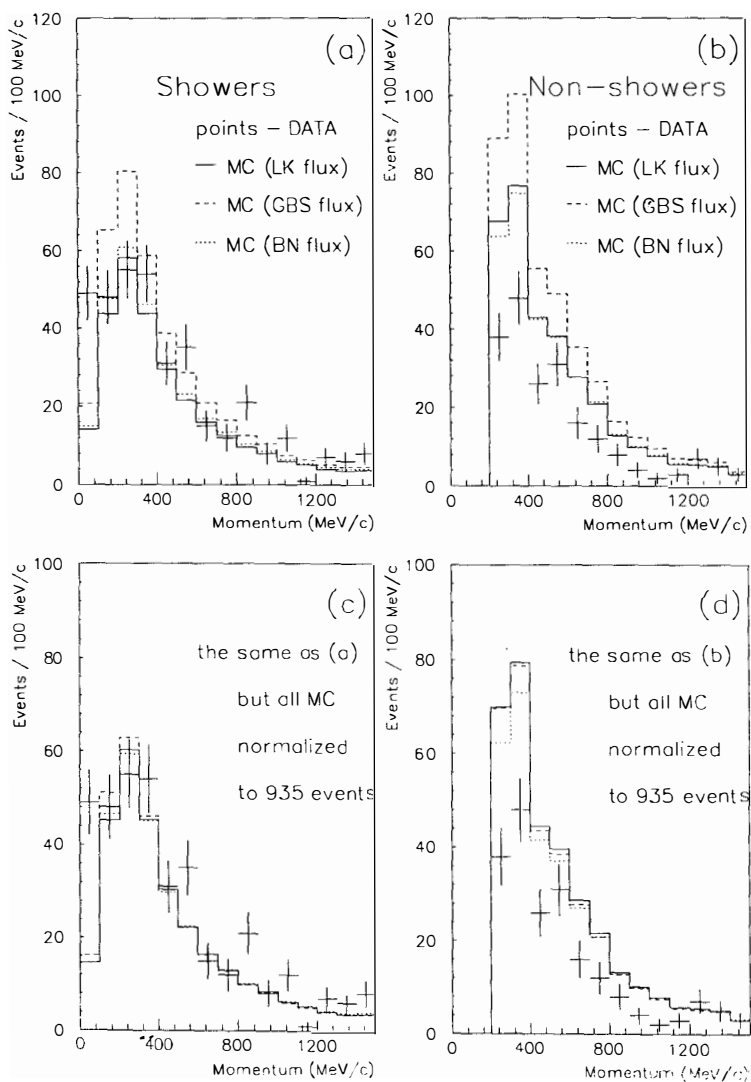 120
100
80
60
40
20
0
0 400 800 1200
Events / 100 MeV/c
Momentum (MeV/c)
(a)
Showers
points – DATA
MC (LK flux)
MC (GBS flux)
MC (BN flux)
120
100
80
60
40
20
0
0 400 800 1200
Events / 100 MeV/c
Momentum (MeV/c)
(b)
Non–showers
points – DATA
MC (LK flux)
MC (GBS flux)
MC (BN flux)
100
80
60
40
20
0
0 400 800 1200
Events / 100 MeV/c
Momentum (MeV/c)
(c)
the same as (a)
but all MC
normalized
to 935 events
100
80
60
40
20
0
0 400 800 1200
Events / 100 MeV/c
Momentum (MeV/c)
(d)
the same as (b)
but all MC
normalized
to 935 events